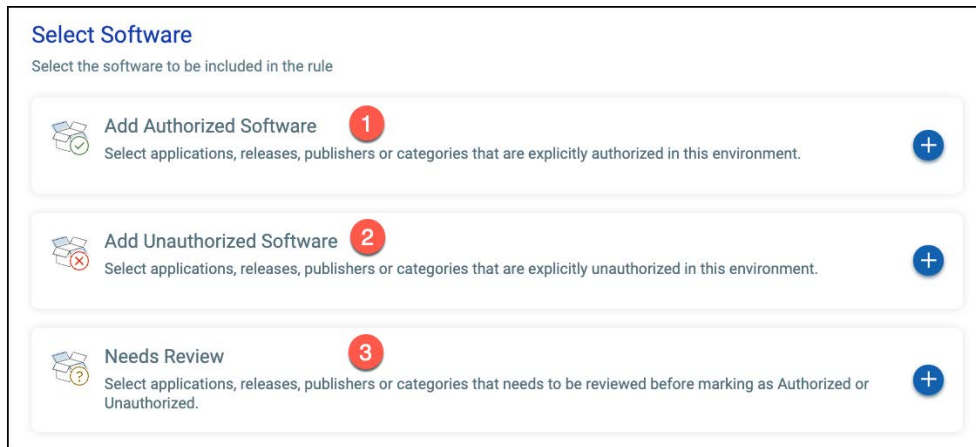 Select Software
Select the software to be included in the rule
Add Authorized Software 1
Select applications, releases, publishers or categories that are explicitly authorized in this environment.
Add Unauthorized Software 2
Select applications, releases, publishers or categories that are explicitly unauthorized in this environment.
Needs Review 3
Select applications, releases, publishers or categories that needs to be reviewed before marking as Authorized or
Unauthorized.